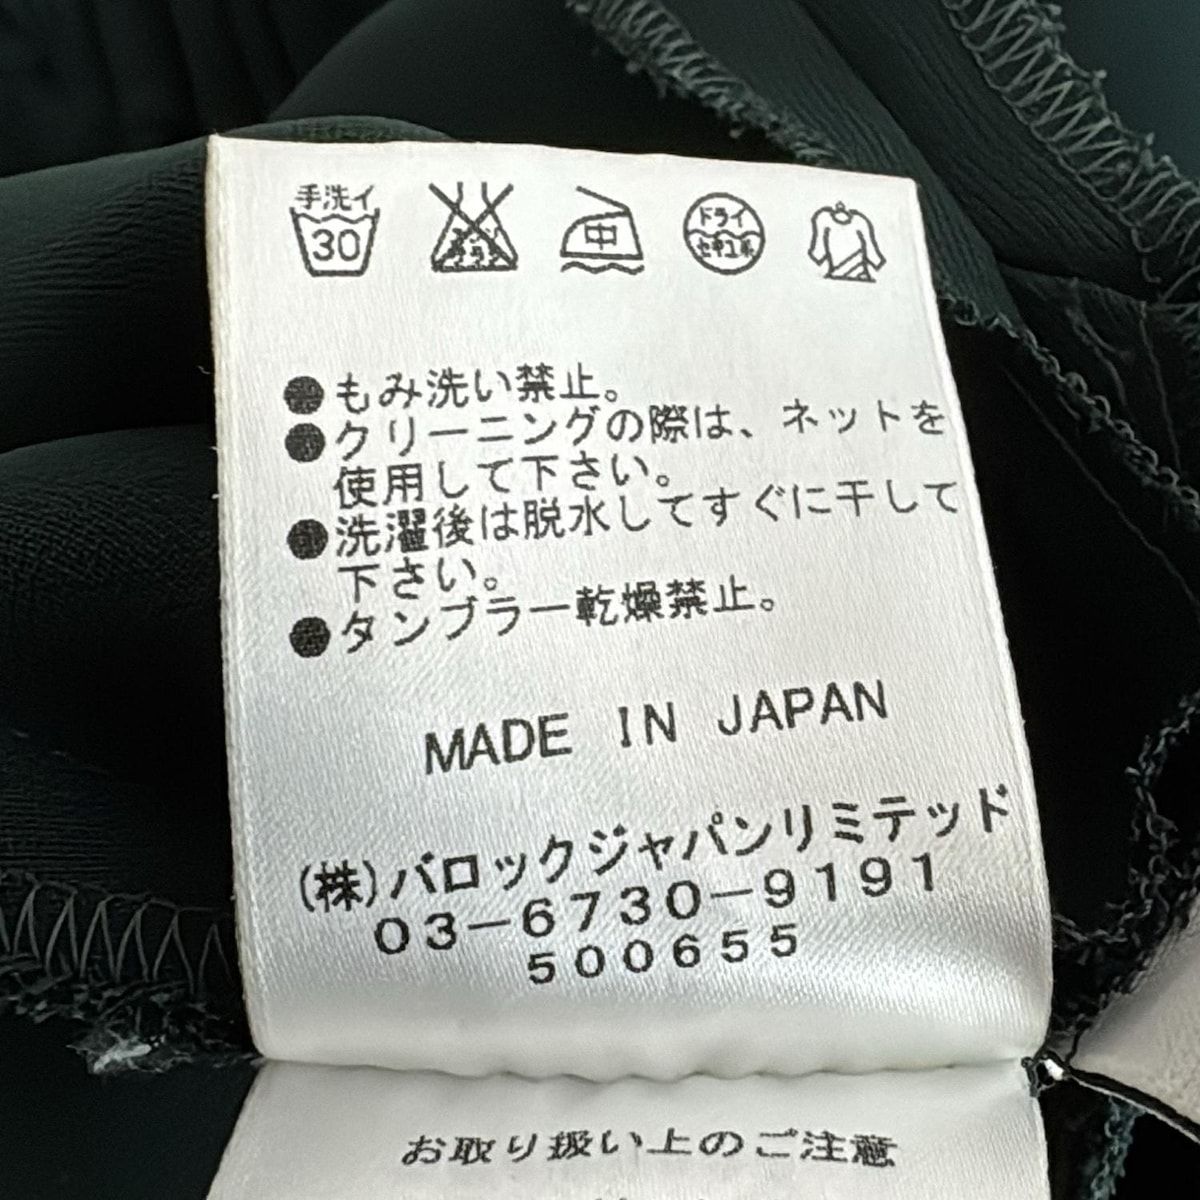 手洗イ
30
中
ドライ
セキユ系
●もみ洗い禁止。
●クリーニングの際は、ネットを
使用して下さい。
●洗濯後は脱水してすぐに干して
下さい。
●タンブラー乾燥禁止。
MADE IN JAPAN
(株)バロックジャパンリミテッド
03-6730-9191
500655
お取り扱い上のご注意